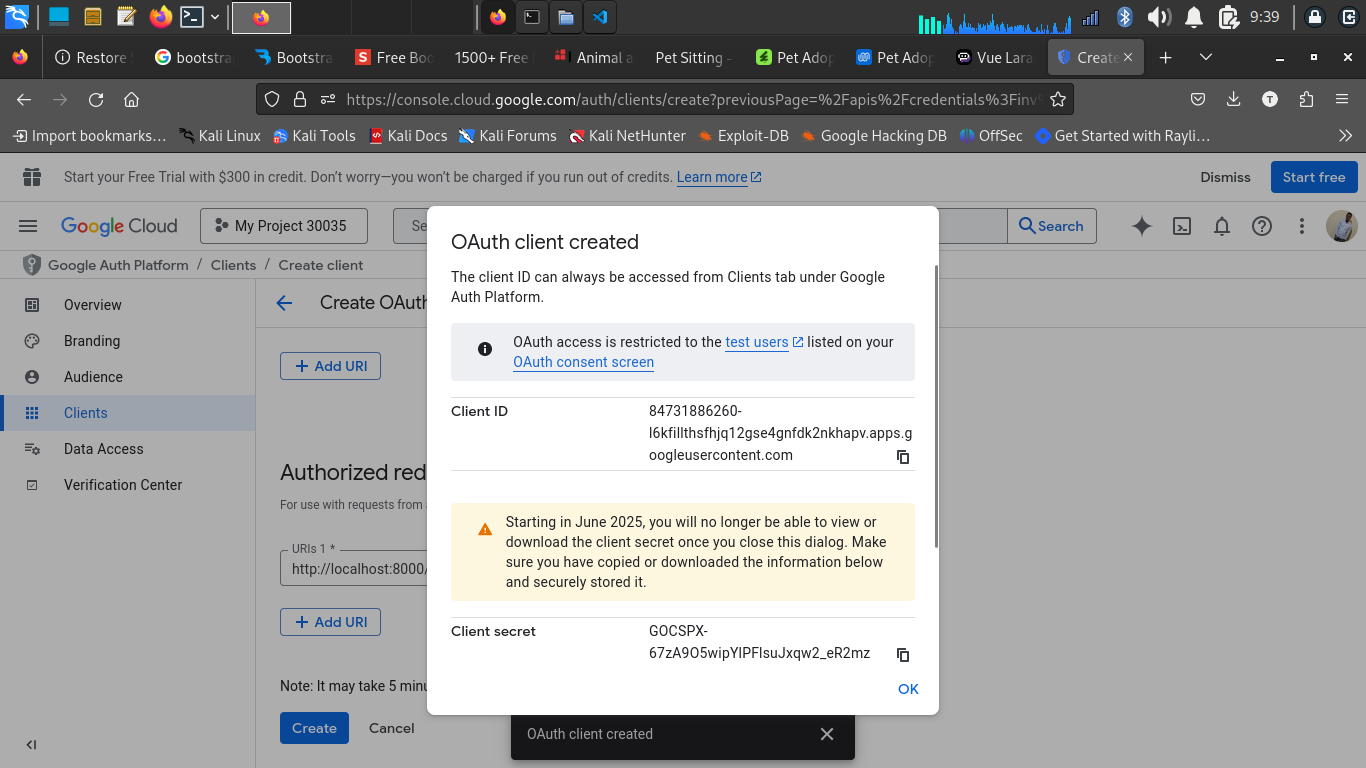 9:39
Restore
bootstra
Bootstra
Free Boo
1500+ Free
Animal a
Pet Sitting -
Pet Adop
Pet Adop
Vue Lara
Create
https://console.cloud.google.com/auth/clients/create?previousPage=%2Fapis%2Fcredentials%3Finv%
T
Import bookmarks...
Kali Linux
Kali Tools
Kali Docs
Kali Forums
Kali NetHunter
Exploit-DB
Google Hacking DB
OffSec
Get Started with Rayli...
Start your Free Trial with $300 in credit. Don't worry—you won't be charged if you run out of credits. Learn more
Dismiss
Start free
Google Cloud
My Project 30035
Se
Search
Google Auth Platform / Clients / Create client
Overview
Branding
Audience
Clients
Data Access
Verification Center
Create OAuth
+ Add URI
Authorized red
For use with requests from
URIs 1 *
http://localhost:8000/
+ Add URI
Note: It may take 5 minu
Create
Cancel
OAuth client created
The client ID can always be accessed from Clients tab under Google
Auth Platform.
OAuth access is restricted to the test users listed on your
OAuth consent screen
Client ID
84731886260-
l6kfillthsfhjq12gse4gnfdk2nkhapv.apps.g
oogleusercontent.com
Starting in June 2025, you will no longer be able to view or
download the client secret once you close this dialog. Make
sure you have copied or downloaded the information below
and securely stored it.
Client secret
GOCSPX-
67zA9O5wipYIPFlsuJxqw2_eR2mz
OK
OAuth client created